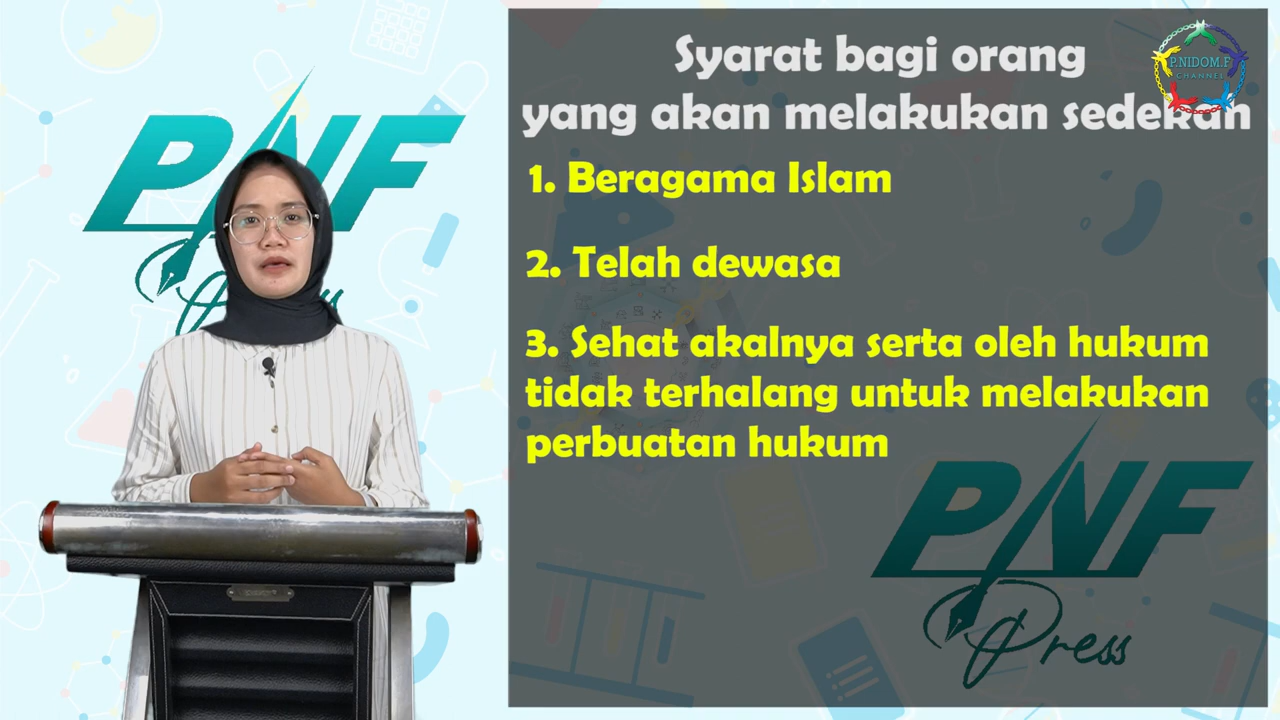 PNF
Syarat bagi orang
yang akan melakukan sedekah
P.NIDOM.F
CHANNEL
1. Beragama Islam
2. Telah dewasa
3. Sehat akalnya serta oleh hukum
tidak terhalang untuk melakukan
perbuatan hukum
PNF
Press